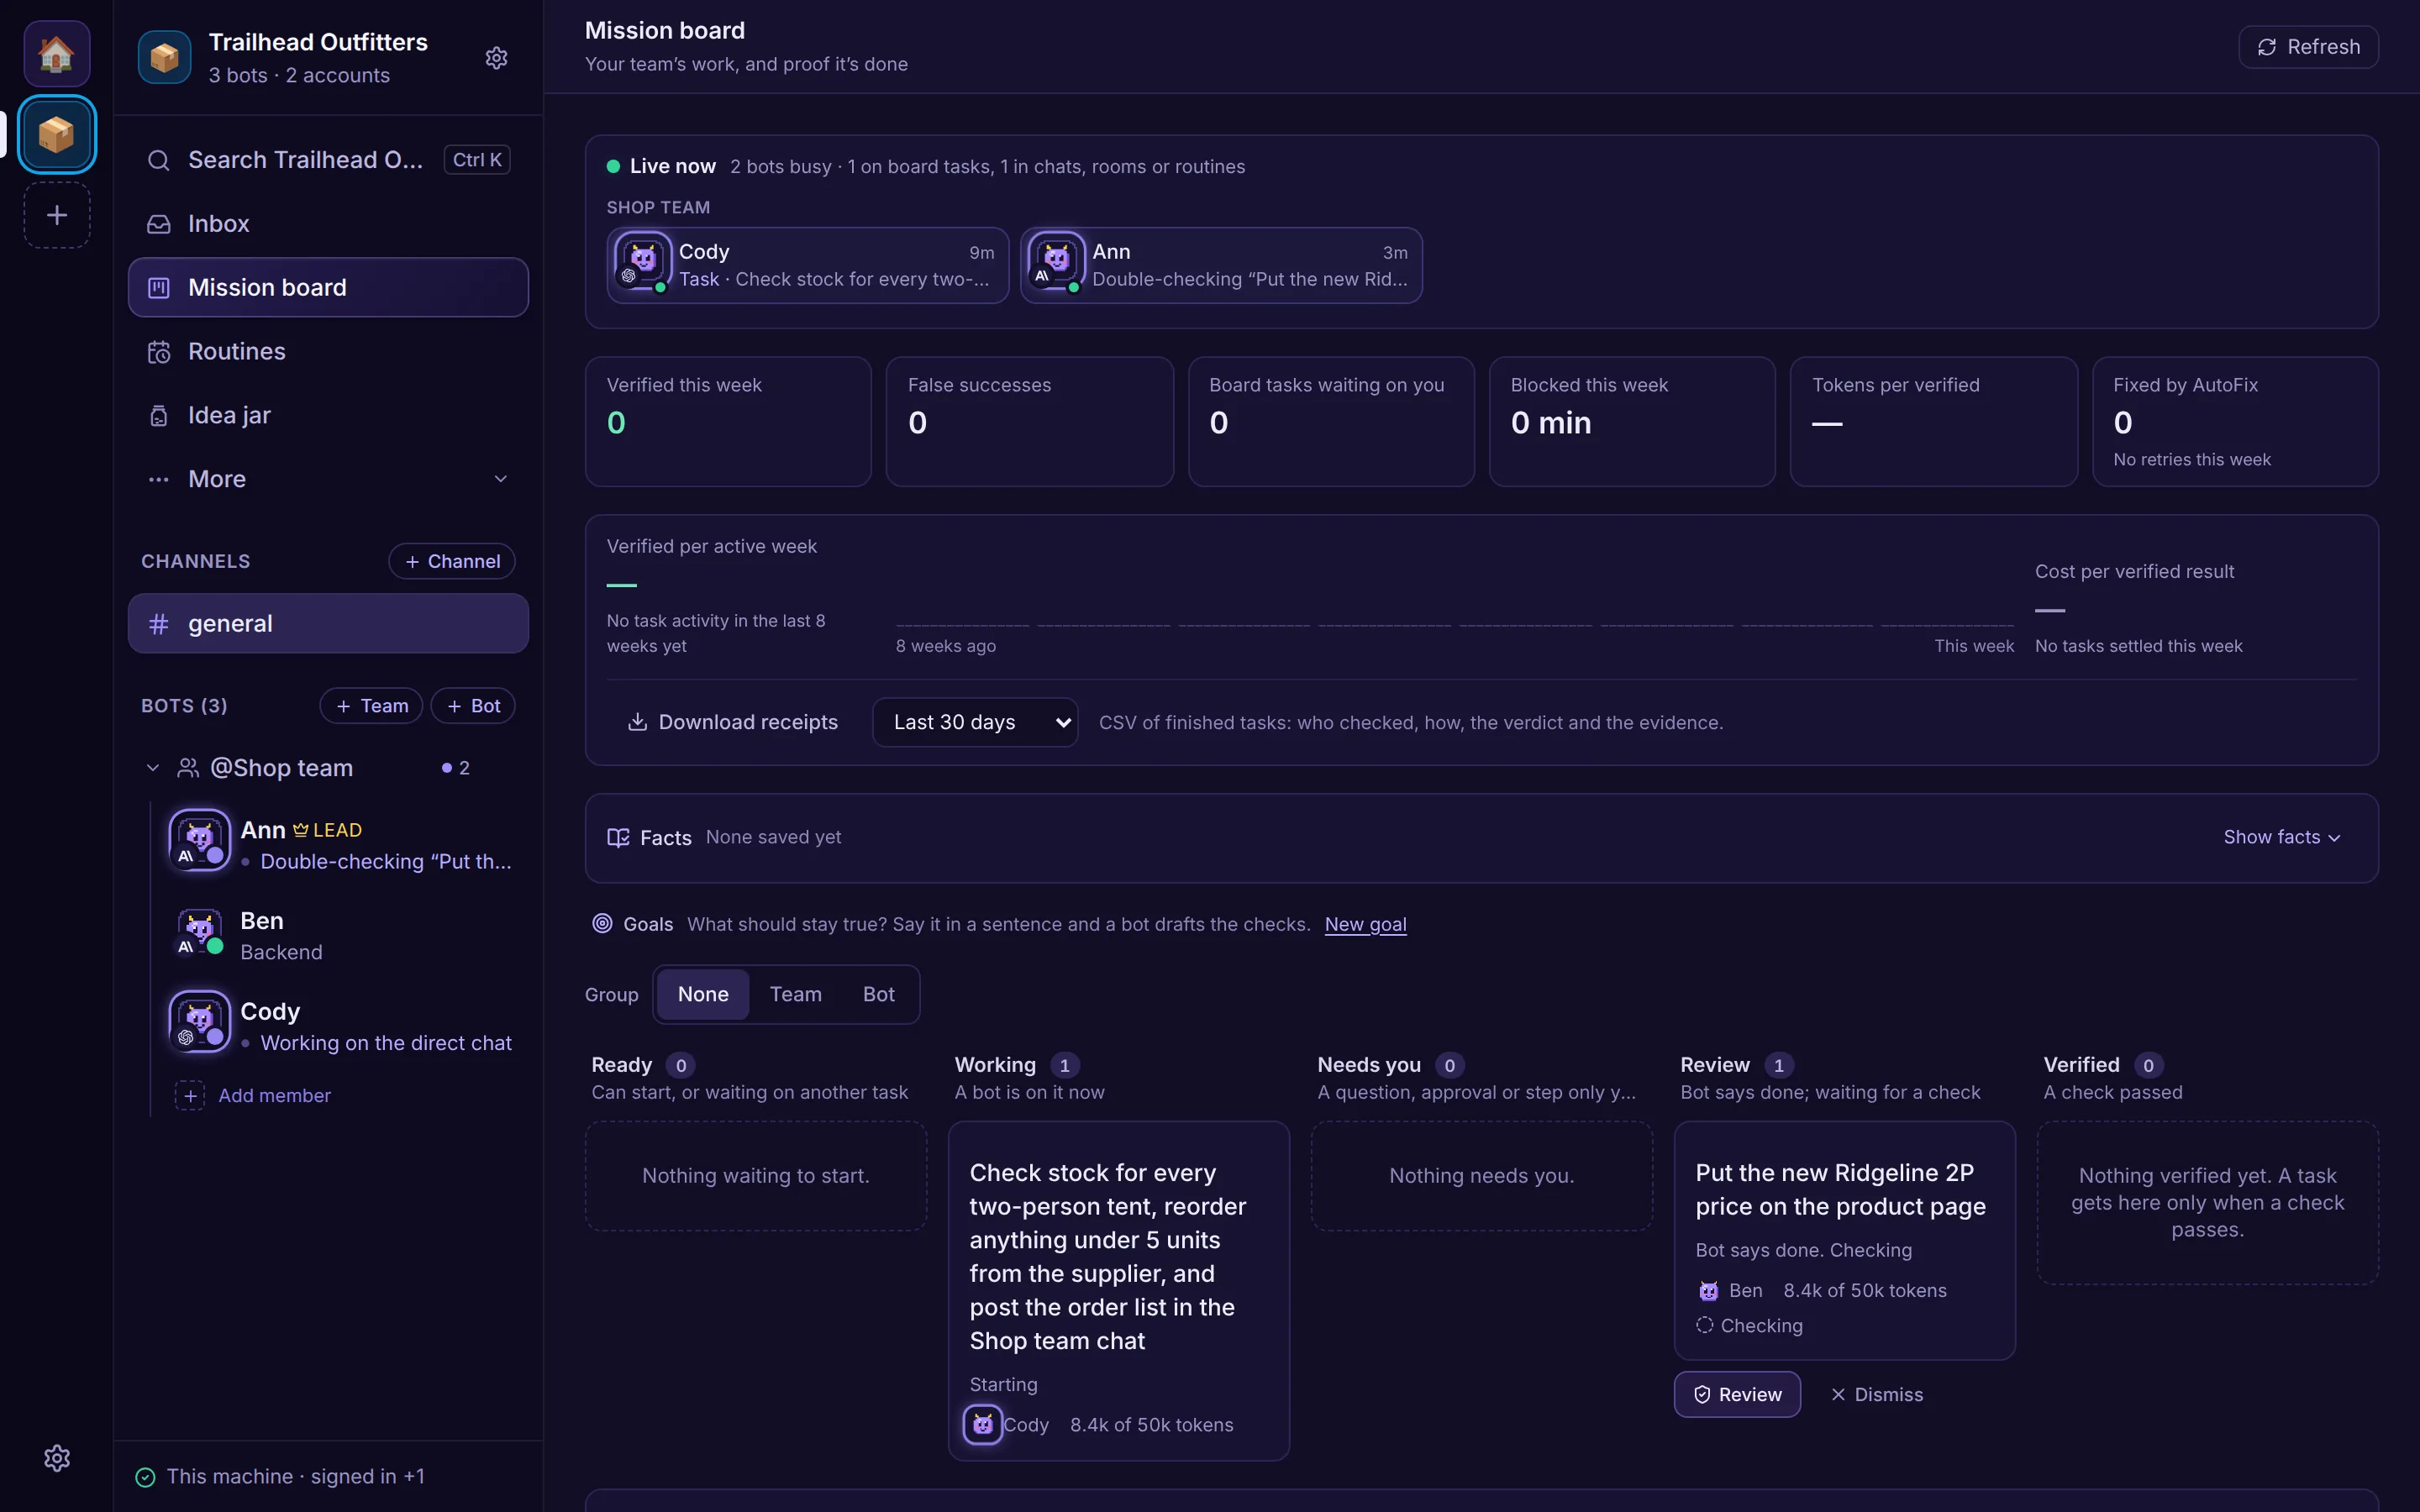 Trailhead Outfitters
3 bots · 2 accounts
Search Trailhead O...
Ctrl K
Inbox
Mission board
Routines
Idea jar
More
CHANNELS
+ Channel
# general
BOTS (3)
+ Team
+ Bot
@Shop team
2
Ann LEAD
Double-checking “Put th...
Ben
Backend
Cody
Working on the direct chat
+ Add member
This machine · signed in +1
Mission board
Your team’s work, and proof it’s done
Refresh
Live now 2 bots busy · 1 on board tasks, 1 in chats, rooms or routines
SHOP TEAM
Cody 9m
Task · Check stock for every two-...
Ann 3m
Double-checking “Put the new Rid...
Verified this week
0
False successes
0
Board tasks waiting on you
0
Blocked this week
0 min
Tokens per verified
—
Fixed by AutoFix
0
No retries this week
Verified per active week
—
No task activity in the last 8
weeks yet
8 weeks ago
This week
Cost per verified result
—
No tasks settled this week
Download receipts
Last 30 days
CSV of finished tasks: who checked, how, the verdict and the evidence.
Facts None saved yet
Show facts
Goals What should stay true? Say it in a sentence and a bot drafts the checks. New goal
Group None Team Bot
Ready 0
Can start, or waiting on another task
Nothing waiting to start.
Working 1
A bot is on it now
Check stock for every
two-person tent, reorder
anything under 5 units
from the supplier, and
post the order list in the
Shop team chat
Starting
Cody 8.4k of 50k tokens
Needs you 0
A question, approval or step only y...
Nothing needs you.
Review 1
Bot says done; waiting for a check
Put the new Ridgeline 2P
price on the product page
Bot says done. Checking
Ben 8.4k of 50k tokens
Checking
Review
Dismiss
Verified 0
A check passed
Nothing verified yet. A task
gets here only when a check
passes.